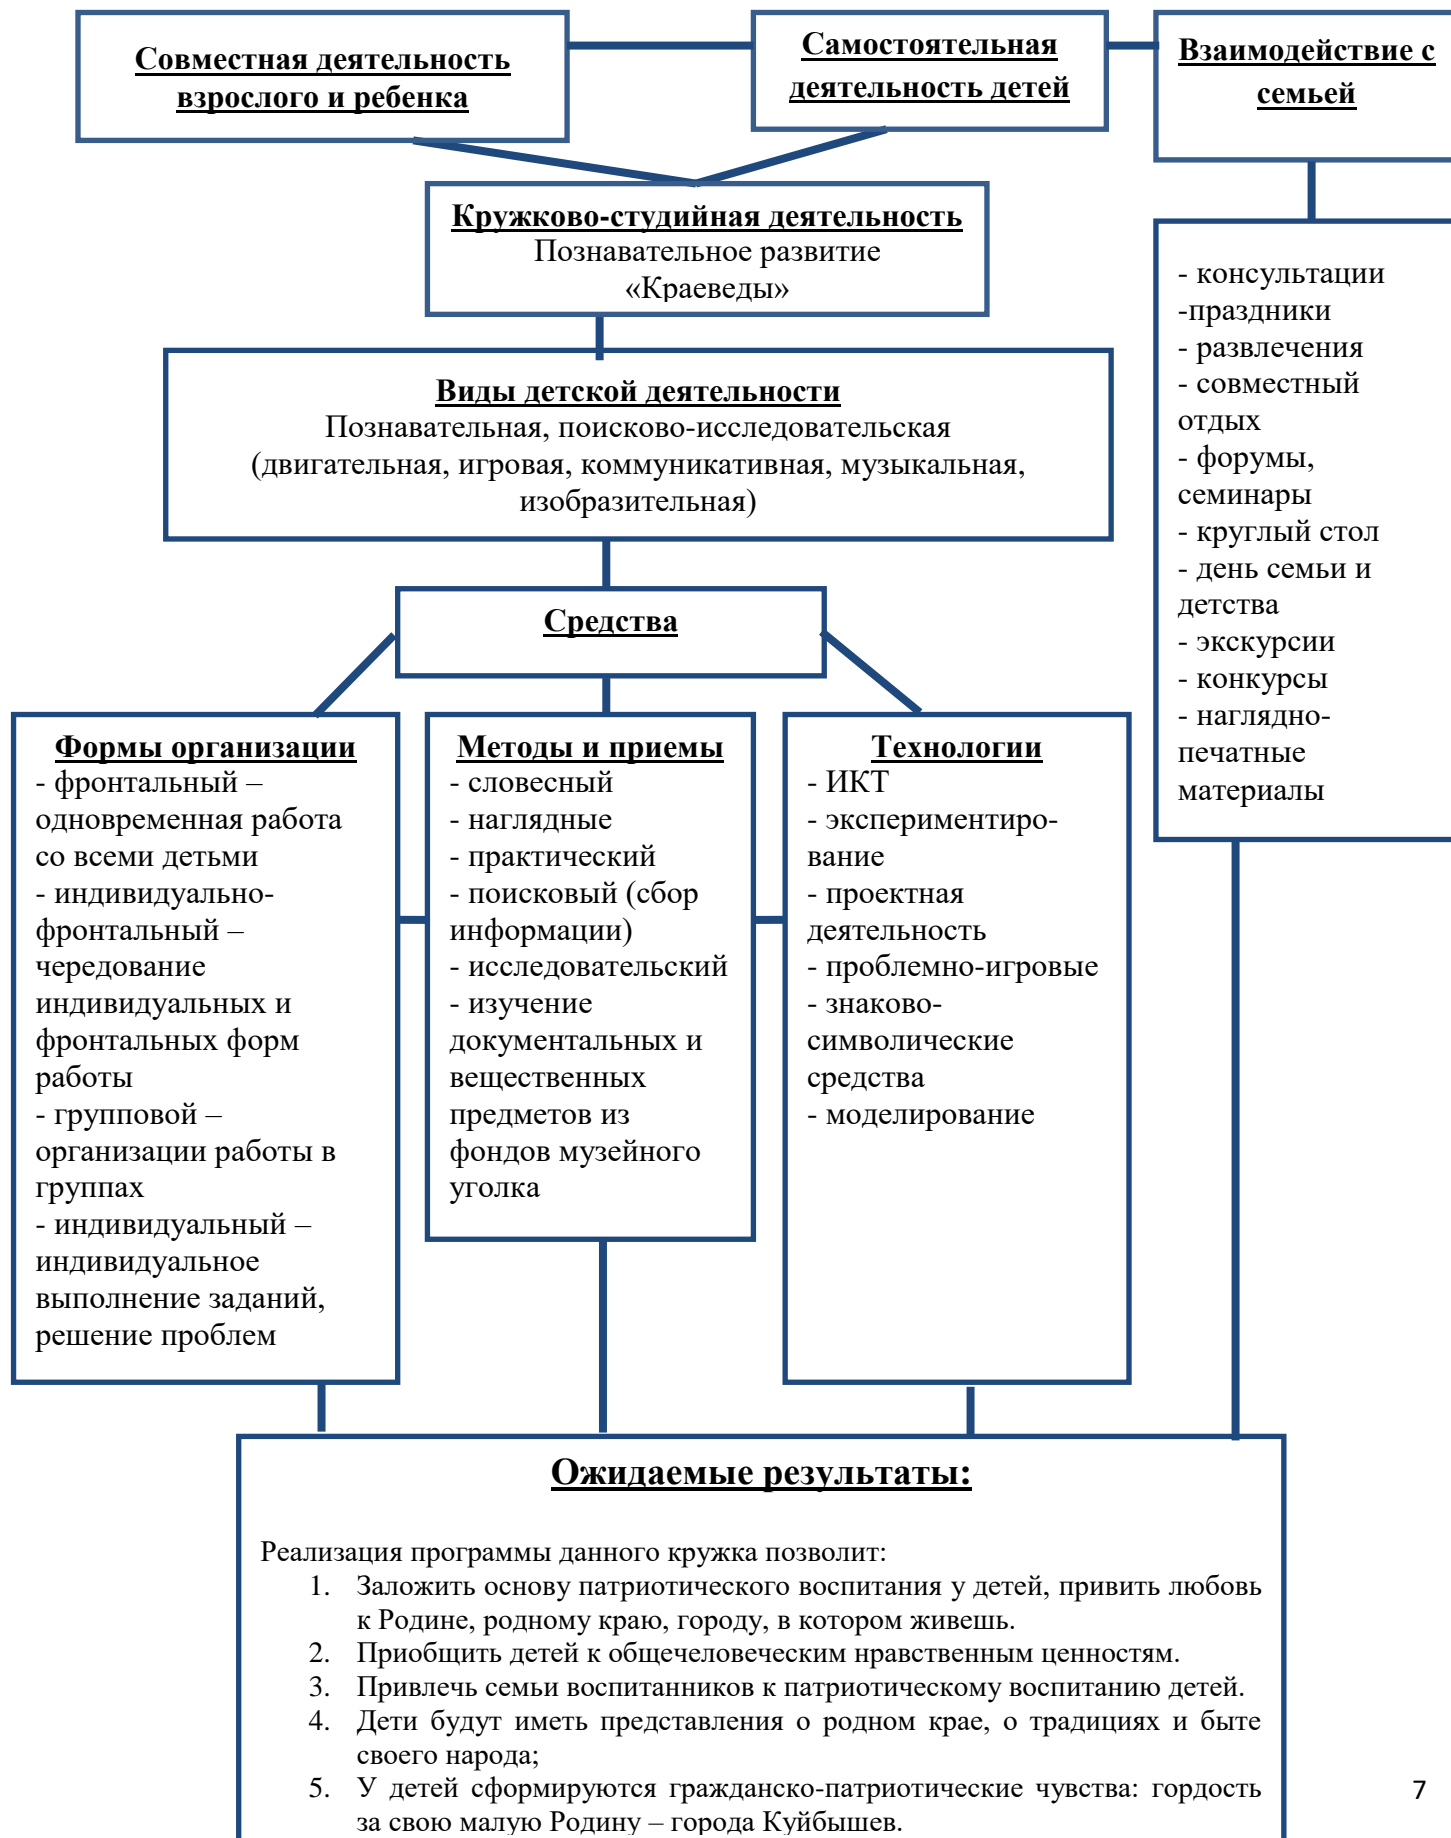 Совместная деятельность
взрослого и ребенка
Самостоятельная
деятельность детей
Взаимодействие с
семьей
Кружково-студийная деятельность
Познавательное развитие
«Краеведы»
Виды детской деятельности
Познавательная, поисково-исследовательская
(двигательная, игровая, коммуникативная, музыкальная,
изобразительная)
- консультации
-праздники
- развлечения
- совместный
отдых
- форумы,
семинары
- круглый стол
- день семьи и
детства
- экскурсии
- конкурсы
- наглядно-
печатные
материалы
Средства
Формы организации
- фронтальный –
одновременная работа
со всеми детьми
- индивидуально-
фронтальный –
чередование
индивидуальных и
фронтальных форм
работы
- групповой –
организации работы в
группах
- индивидуальный –
индивидуальное
выполнение заданий,
решение проблем
Методы и приемы
- словесный
- наглядные
- практический
- поисковый (сбор
информации)
- исследовательский
- изучение
документальных и
вещественных
предметов из
фондов музейного
уголка
Технологии
- ИКТ
- экспериментиро-
вание
- проектная
деятельность
- проблемно-игровые
- знаково-
символические
средства
- моделирование
Ожидаемые результаты:
Реализация программы данного кружка позволит:
1. Заложить основу патриотического воспитания у детей, привить любовь
к Родине, родному краю, городу, в котором живешь.
2. Приобщить детей к общечеловеческим нравственным ценностям.
3. Привлечь семьи воспитанников к патриотическому воспитанию детей.
4. Дети будут иметь представления о родном крае, о традициях и быте
своего народа;
5. У детей сформируются гражданско-патриотические чувства: гордость
за свою малую Родину – города Куйбышев.
7